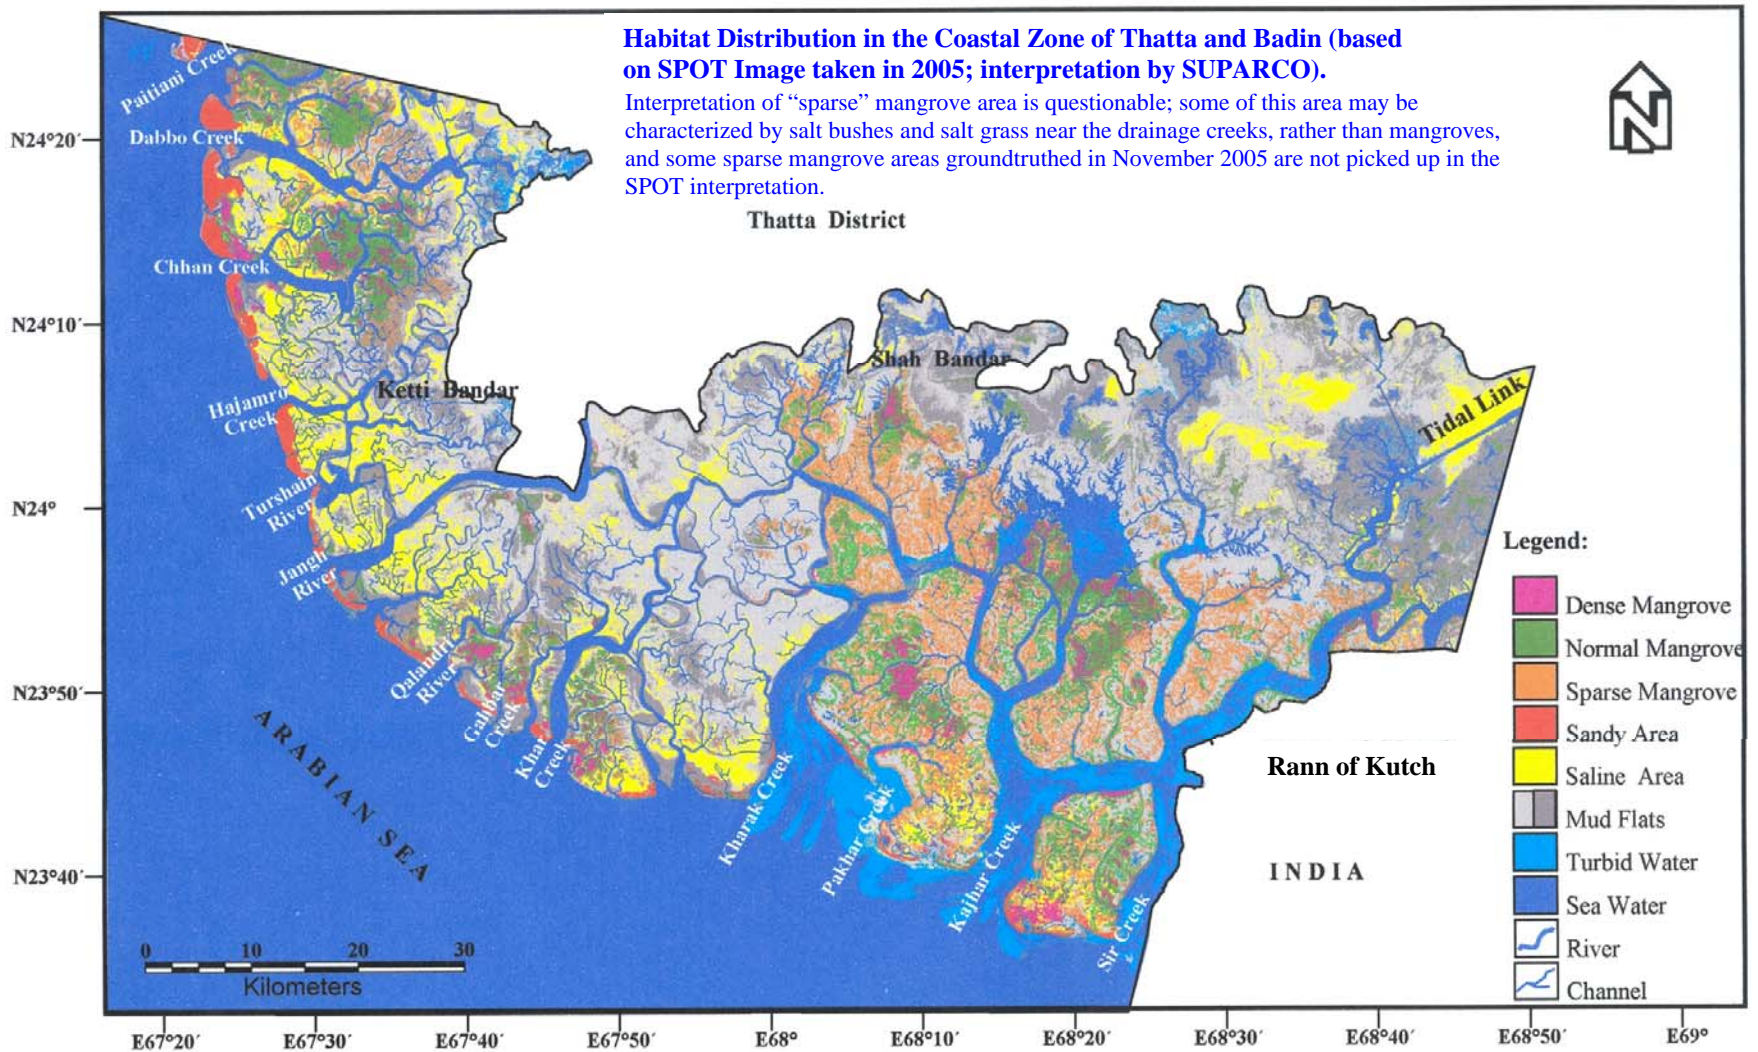 Habitat Distribution in the Coastal Zone of Thatta and Badin (based
on SPOT Image taken in 2005; interpretation by SUPARCO).
Interpretation of “sparse” mangrove area is questionable; some of this area may be
characterized by salt bushes and salt grass near the drainage creeks, rather than mangroves,
and some sparse mangrove areas groundtruthed in November 2005 are not picked up in the
SPOT interpretation.
N
Paitiani Creek
Dabbo Creek
Thatta District
Chhan Creek
Shah Bandar
Ketti Bandar
Hajamro
Creek
Tidal Link
Turshain
River
Jangh
River
Qalandri
River
Gahbar
Creek
Khar
Creek
Kharak Creek
Pakhar Creek
Kajhar Creek
Sir Creek
ARABIAN SEA
Rann of Kutch
INDIA
N24°20´
N24°10´
N24°
N23°50´
N23°40´
Legend:
Dense Mangrove
Normal Mangrove
Sparse Mangrove
Sandy Area
Saline Area
Mud Flats
Turbid Water
Sea Water
River
Channel
0 10 20 30
Kilometers
E67°20´ E67°30´ E67°40´ E67°50´ E68° E68°10´ E68°20´ E68°30´ E68°40´ E68°50´ E69°